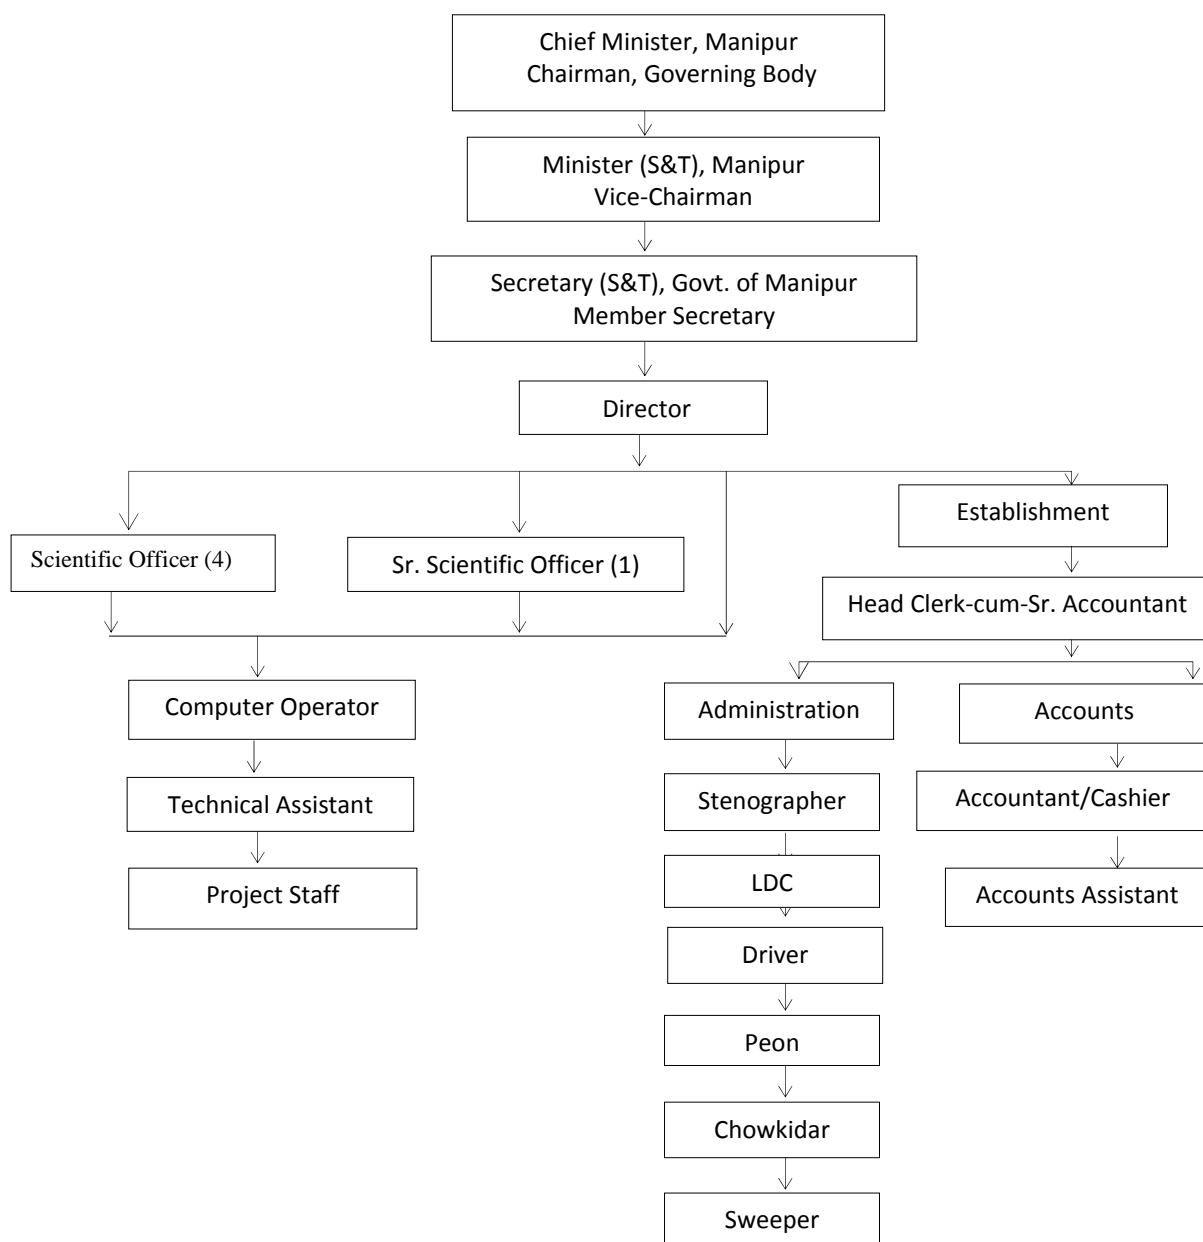 Chief Minister, Manipur
Chairman, Governing Body
Minister (S&T), Manipur
Vice-Chairman
Secretary (S&T), Govt. of Manipur
Member Secretary
Director
Establishment
Scientific Officer (4)
Sr. Scientific Officer (1)
Head Clerk-cum-Sr. Accountant
Computer Operator
Administration
Accounts
Technical Assistant
Stenographer
Accountant/Cashier
Project Staff
LDC
Accounts Assistant
Driver
Peon
Chowkidar
Sweeper